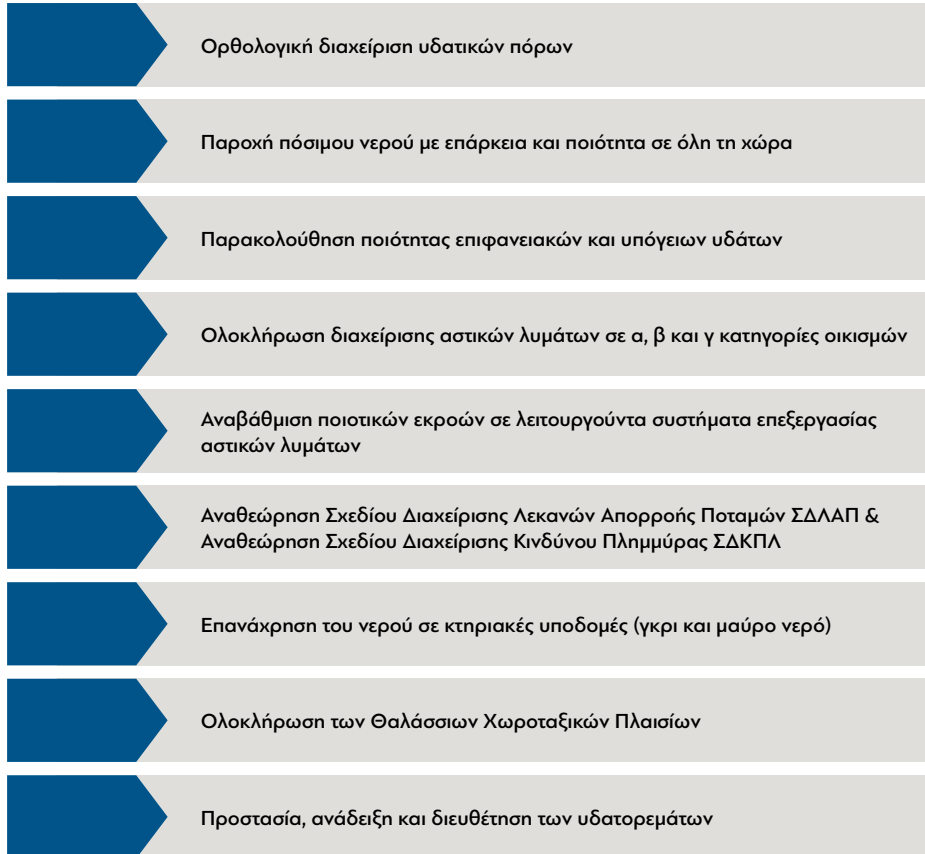 Ορθολογική διαχείριση υδατικών πόρων
Παροχή πόσιμου νερού με επάρκεια και ποιότητα σε όλη τη χώρα
Παρακολούθηση ποιότητας επιφανειακών και υπόγειων υδάτων
Ολοκλήρωση διαχείρισης αστικών λυμάτων σε α, β και γ κατηγορίες οικισμών
Αναβάθμιση ποιοτικών εκροών σε λειτουργούντα συστήματα επεξεργασίας
αστικών λυμάτων
Αναθεώρηση Σχεδίου Διαχείρισης Λεκανών Απορροής Ποταμών ΣΔΛΑΠ &
Αναθεώρηση Σχεδίου Διαχείρισης Κινδύνου Πλημμύρας ΣΔΚΠΛ
Επανάχρηση του νερού σε κτηριακές υποδομές (γκρι και μαύρο νερό)
Ολοκλήρωση των Θαλάσσιων Χωροταξικών Πλαισίων
Προστασία, ανάδειξη και διευθέτηση των υδατορεμάτων